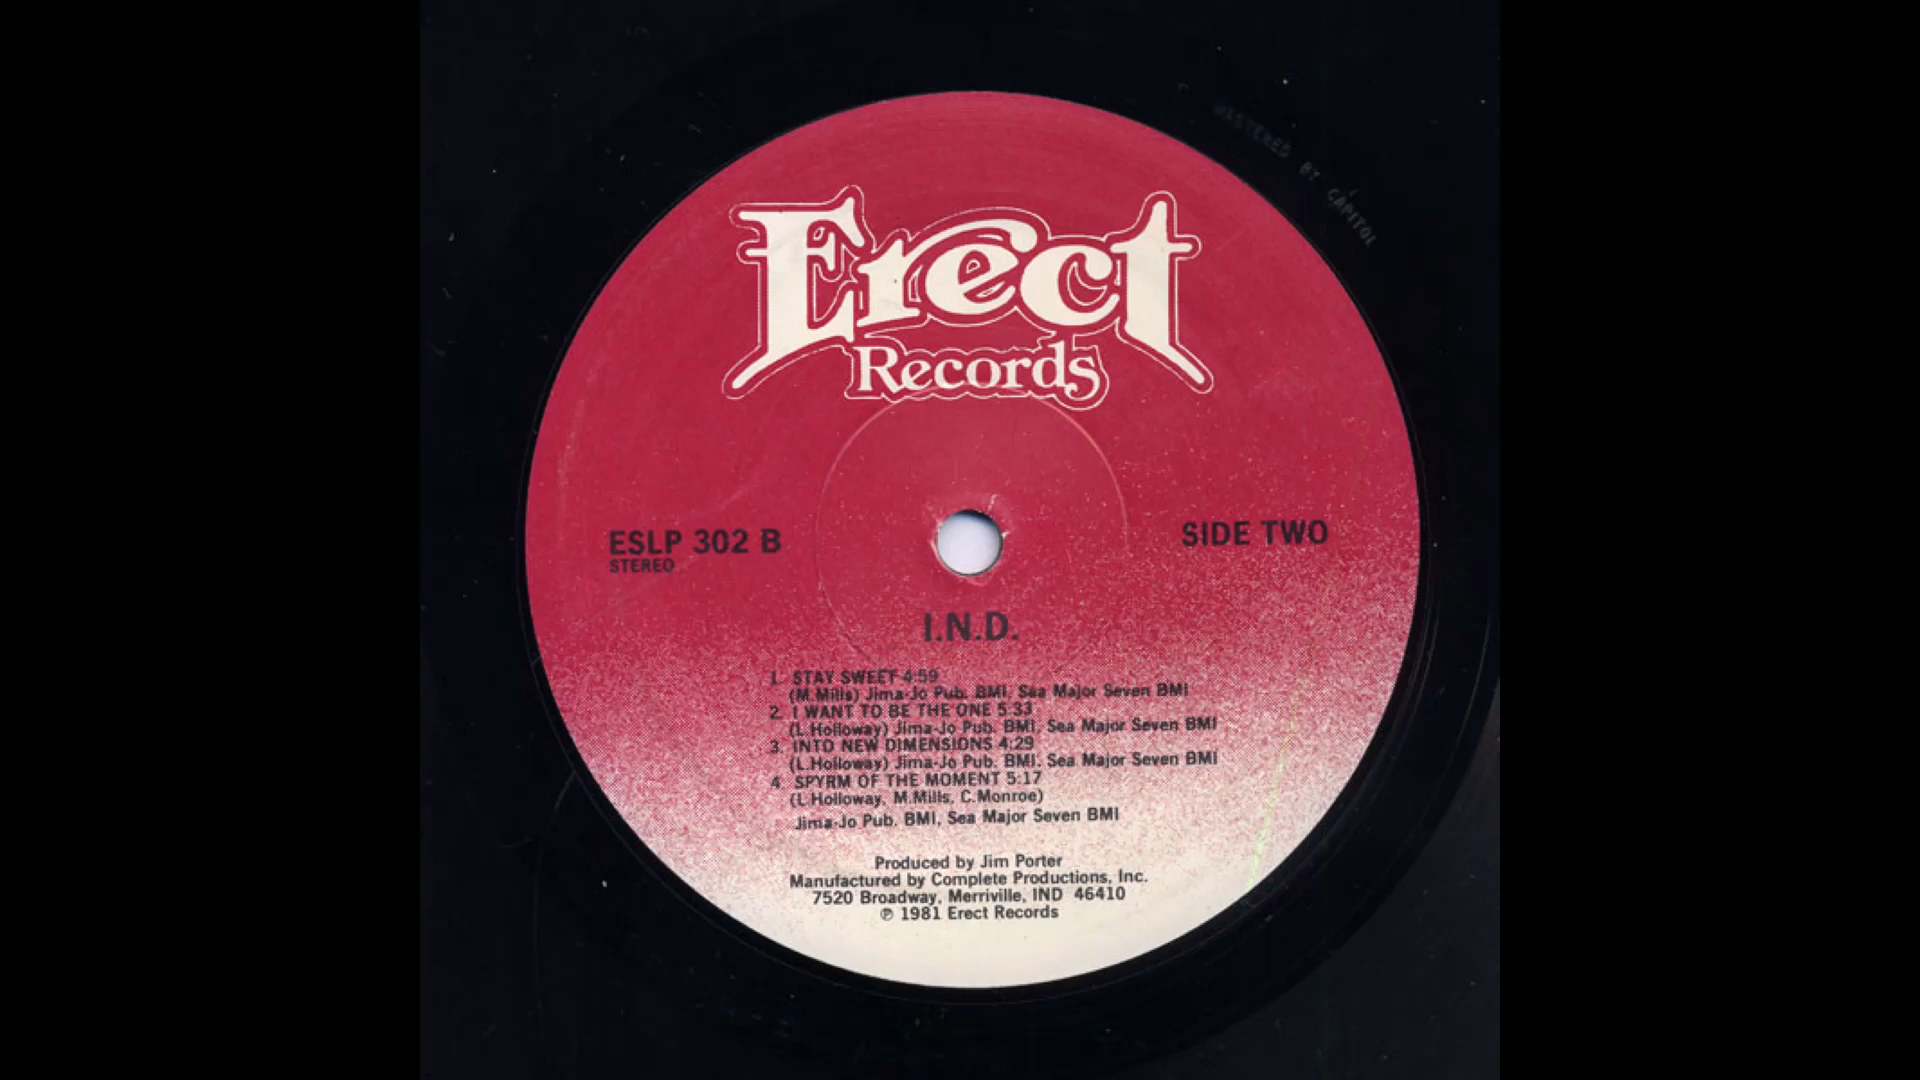 MASTERED BY CAPITOL
Erect
Records
ESLP 302 B
STEREO
SIDE TWO
I.N.D.
1. STAY SWEET 4:59
(M.Mills) Jima-Jo Pub. BMI, Sea Major Seven BMI
2. I WANT TO BE THE ONE 5:33
(L.Holloway) Jima-Jo Pub. BMI, Sea Major Seven BMI
3. INTO NEW DIMENSIONS 4:29
(L.Holloway) Jima-Jo Pub. BMI. Sea Major Seven BMI
4. SPYRM OF THE MOMENT 5:17
(L.Holloway, M.Mills, C.Monroe)
Jima-Jo Pub. BMI, Sea Major Seven BMI
Produced by Jim Porter
Manufactured by Complete Productions, Inc.
7520 Broadway, Merriville, IND 46410
℗ 1981 Erect Records